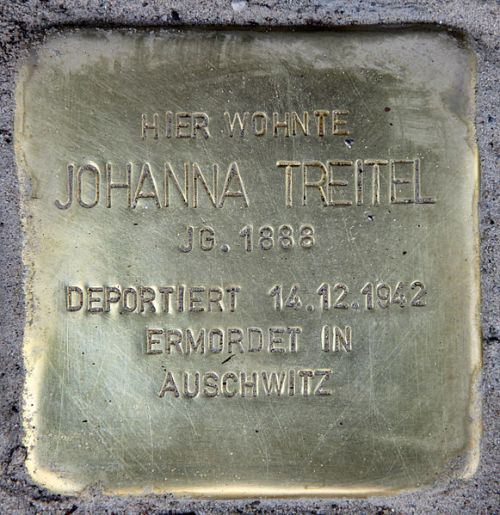 HIER WOHNTE
JOHANNA TREITEL
JG. 1888
DEPORTIERT 14.12.1942
ERMORDET IN
AUSCHWITZ